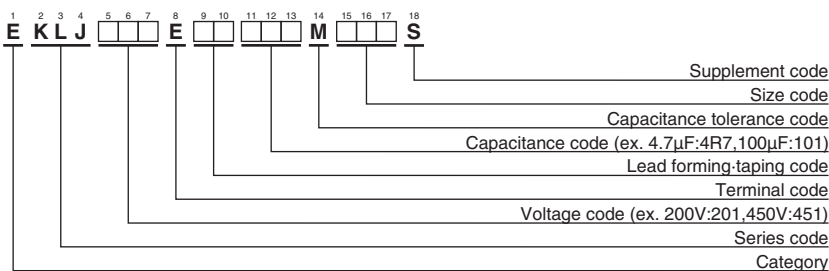 1 2 3 4 5 6 7 8 9 10 11 12 13 14 15 16 17 18
E K L J E M S
Supplement code
Size code
Capacitance tolerance code
Capacitance code (ex. 4.7μF:4R7,100μF:101)
Lead forming·taping code
Terminal code
Voltage code (ex. 200V:201,450V:451)
Series code
Category